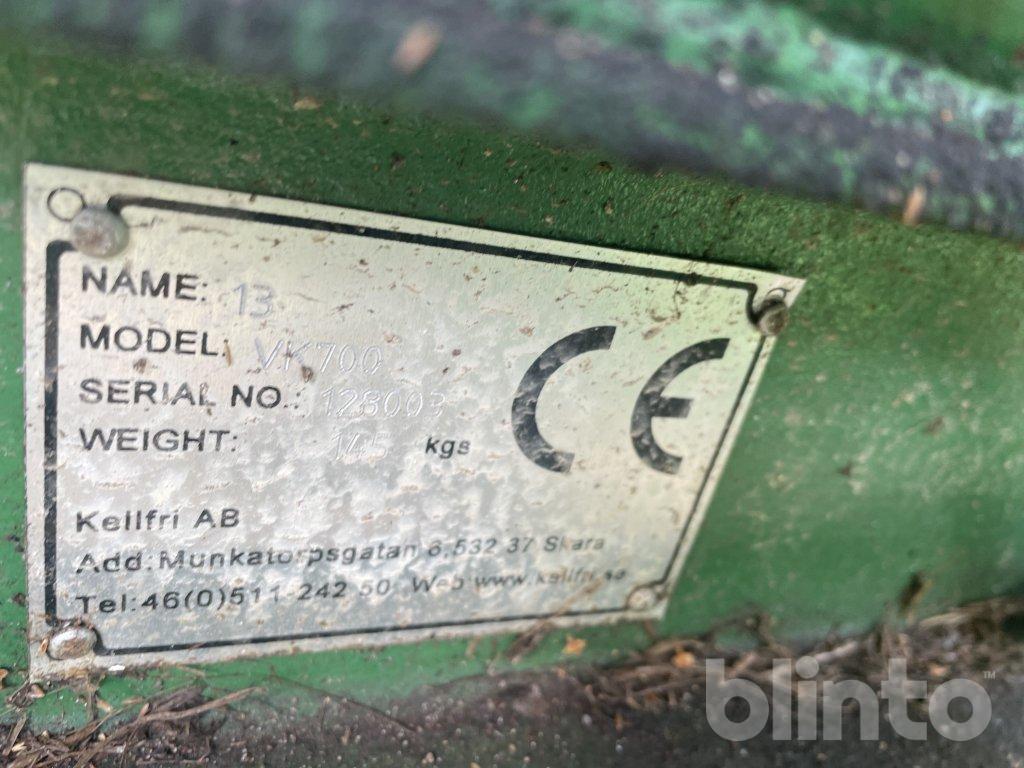 NAME: 13
MODEL: VK700
SERIAL NO.: 128003
WEIGHT: 145 kgs
CE
Kellfri AB
Add:Munkatorpsgatan 6,532 37 Skara
Tel:46(0)511-242 50 Web:www.kellfri.se
blinto™